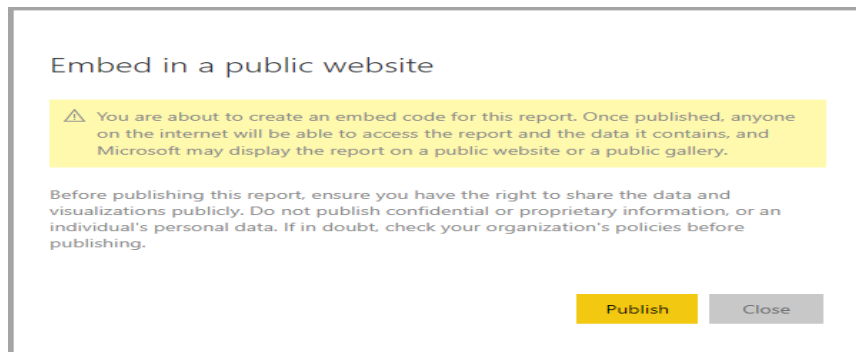 Embed in a public website
You are about to create an embed code for this report. Once published, anyone
on the internet will be able to access the report and the data it contains, and
Microsoft may display the report on a public website or a public gallery.
Before publishing this report, ensure you have the right to share the data and
visualizations publicly. Do not publish confidential or proprietary information, or an
individual's personal data. If in doubt, check your organization's policies before
publishing.
Publish
Close